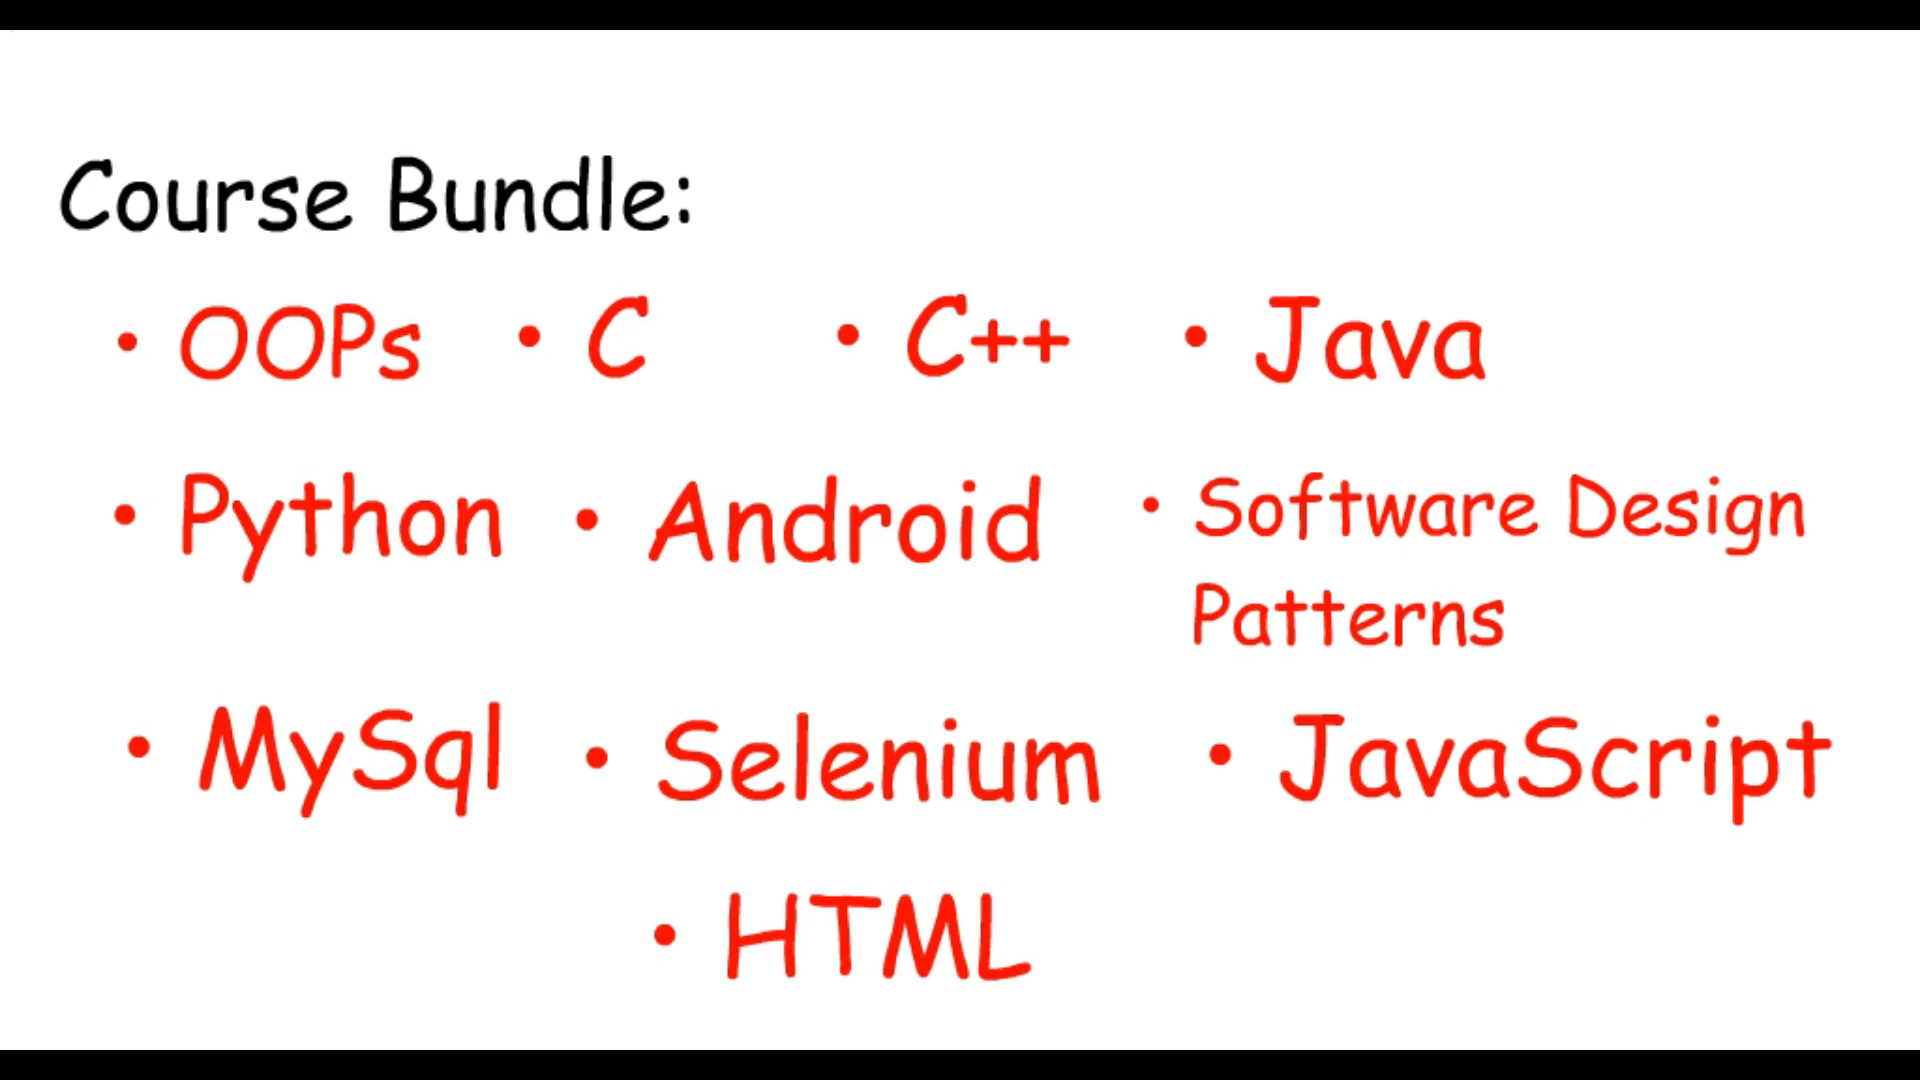 Course Bundle:
• OOPs • C • C++ • Java
• Python • Android • Software Design
Patterns
• MySql • Selenium • JavaScript
• HTML